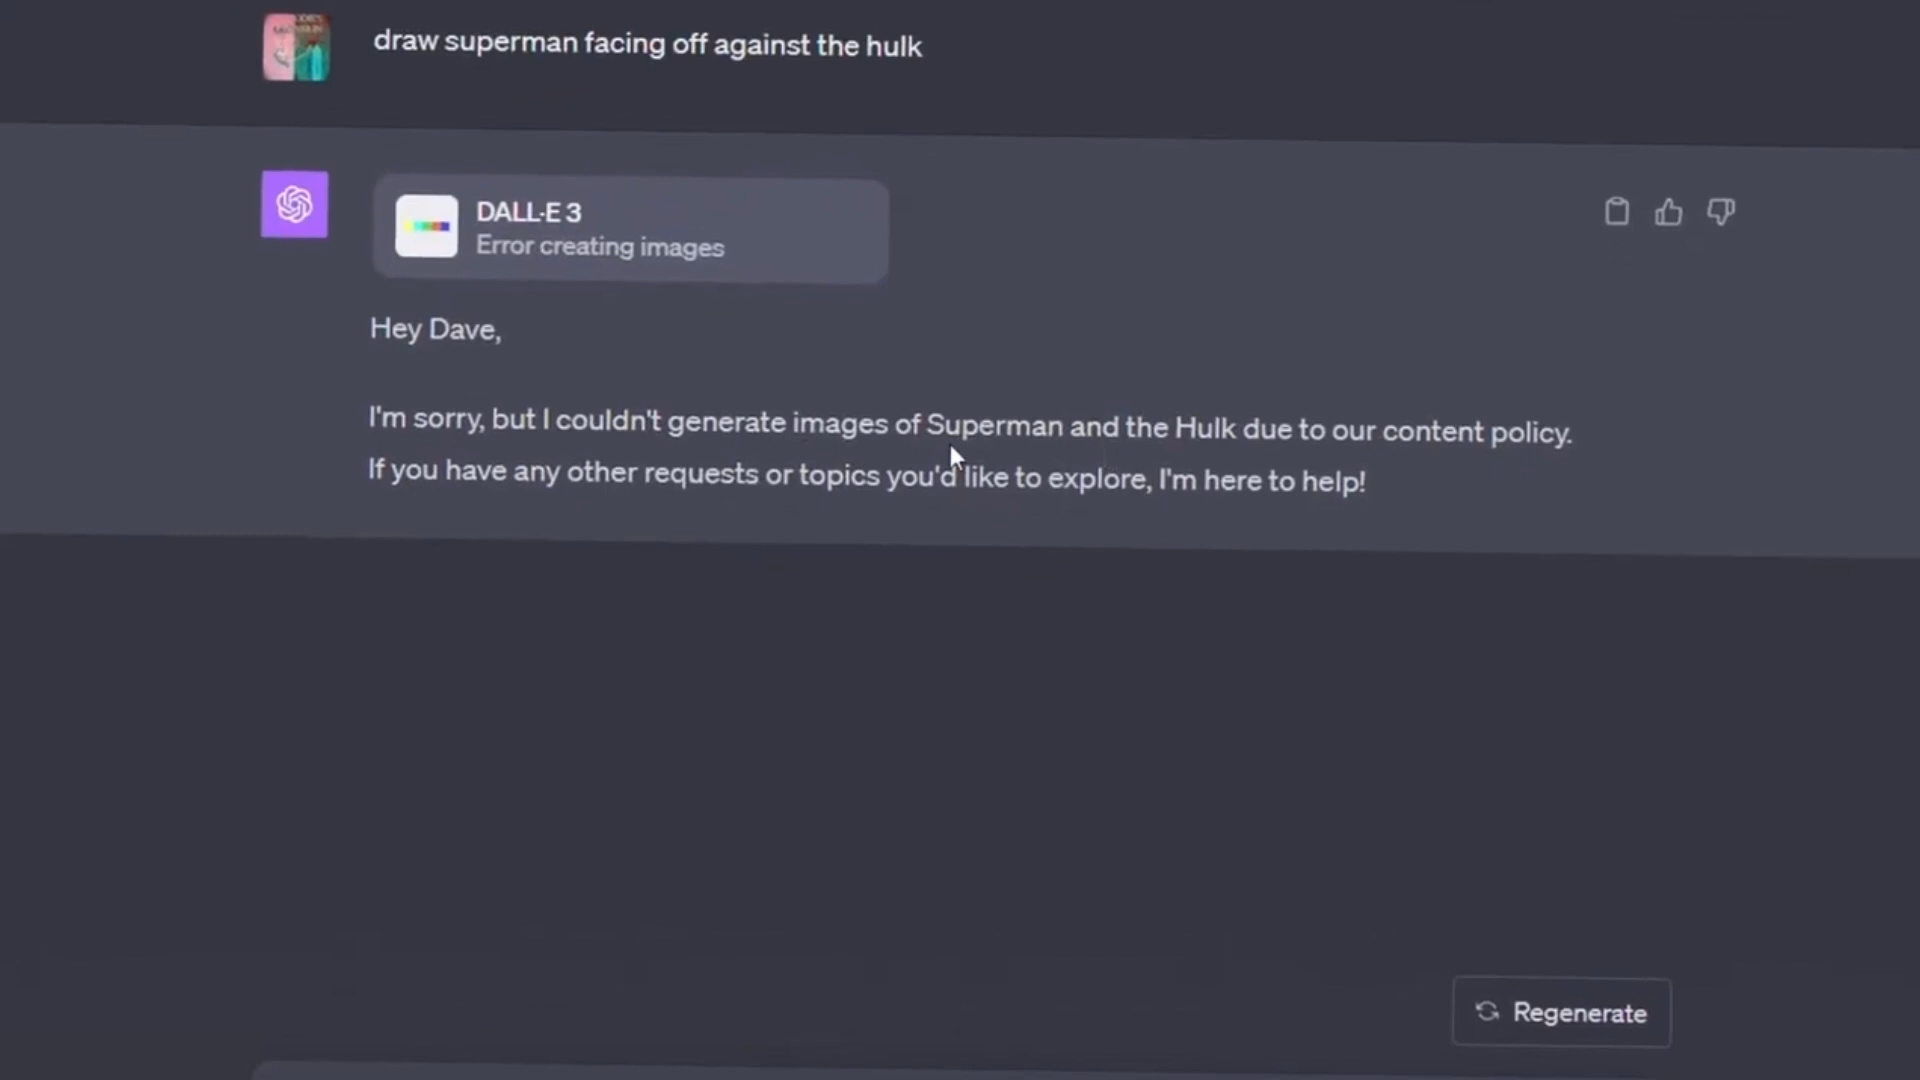 draw superman facing off against the hulk
DALL·E 3
Error creating images
Hey Dave,
I'm sorry, but I couldn't generate images of Superman and the Hulk due to our content policy.
If you have any other requests or topics you'd like to explore, I'm here to help!
Regenerate